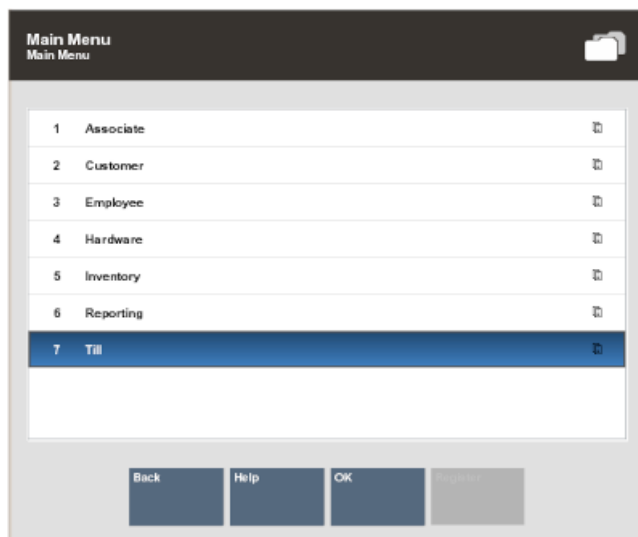 Main Menu
Main Menu
1 Associate
2 Customer
3 Employee
4 Hardware
5 Inventory
6 Reporting
7 Till
Back Help OK Register